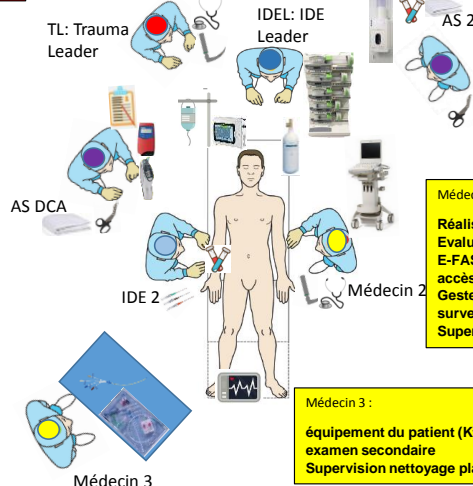 TL: Trauma
Leader
IDEL: IDE
Leader
AS 2
AS DCA
IDE 2
Médecin 2
Médecin 3
Réalis
Evalu
E-FAS
accès
Geste
surve
Super
Médecin 3 :
équipement du patient (K
examen secondaire
Supervision nettoyage pla